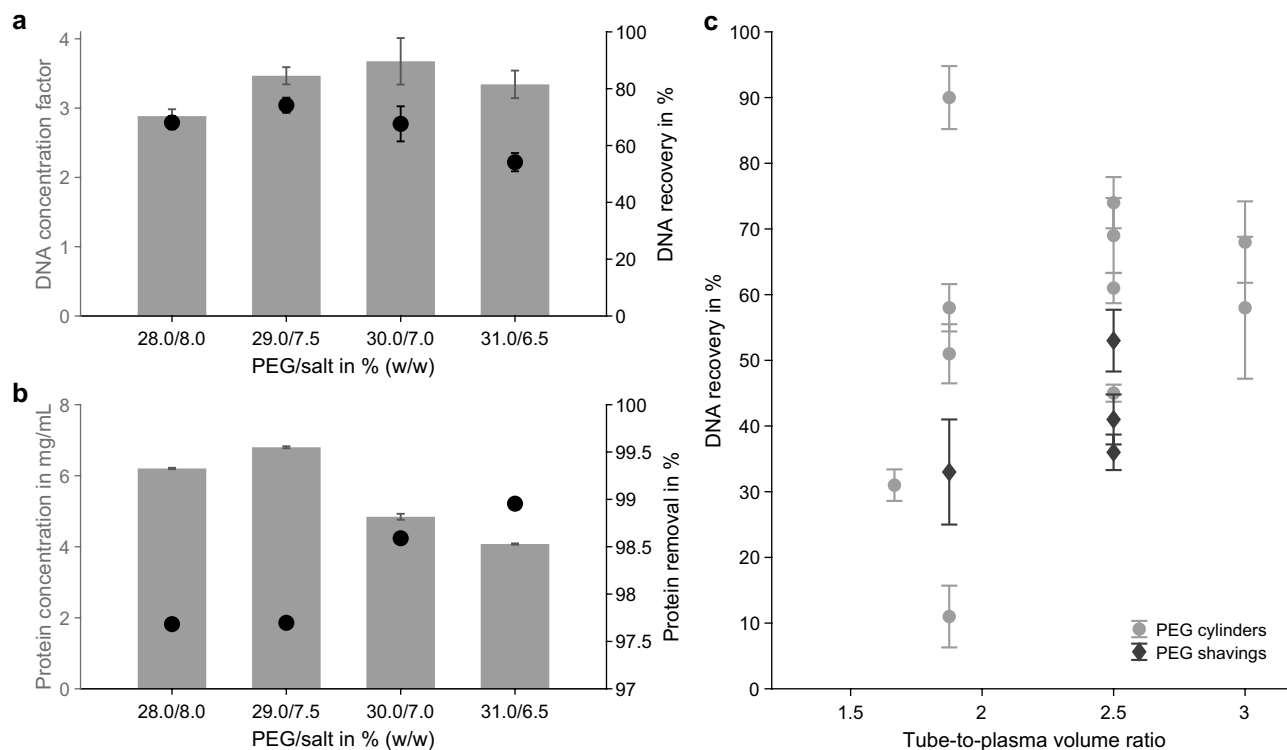 a
DNA concentration factor
4
3
2
1
0
100
80
60
40
20
0
DNA recovery in %
28.0/8.0 29.0/7.5 30.0/7.0 31.0/6.5
PEG/salt in % (w/w)
b
Protein concentration in mg/mL
8
6
4
2
0
100
99.5
99
98.5
98
97.5
97
Protein removal in %
28.0/8.0 29.0/7.5 30.0/7.0 31.0/6.5
PEG/salt in % (w/w)
c
DNA recovery in %
100
90
80
70
60
50
40
30
20
10
0
PEG cylinders
PEG shavings
1.5 2 2.5 3
Tube-to-plasma volume ratio